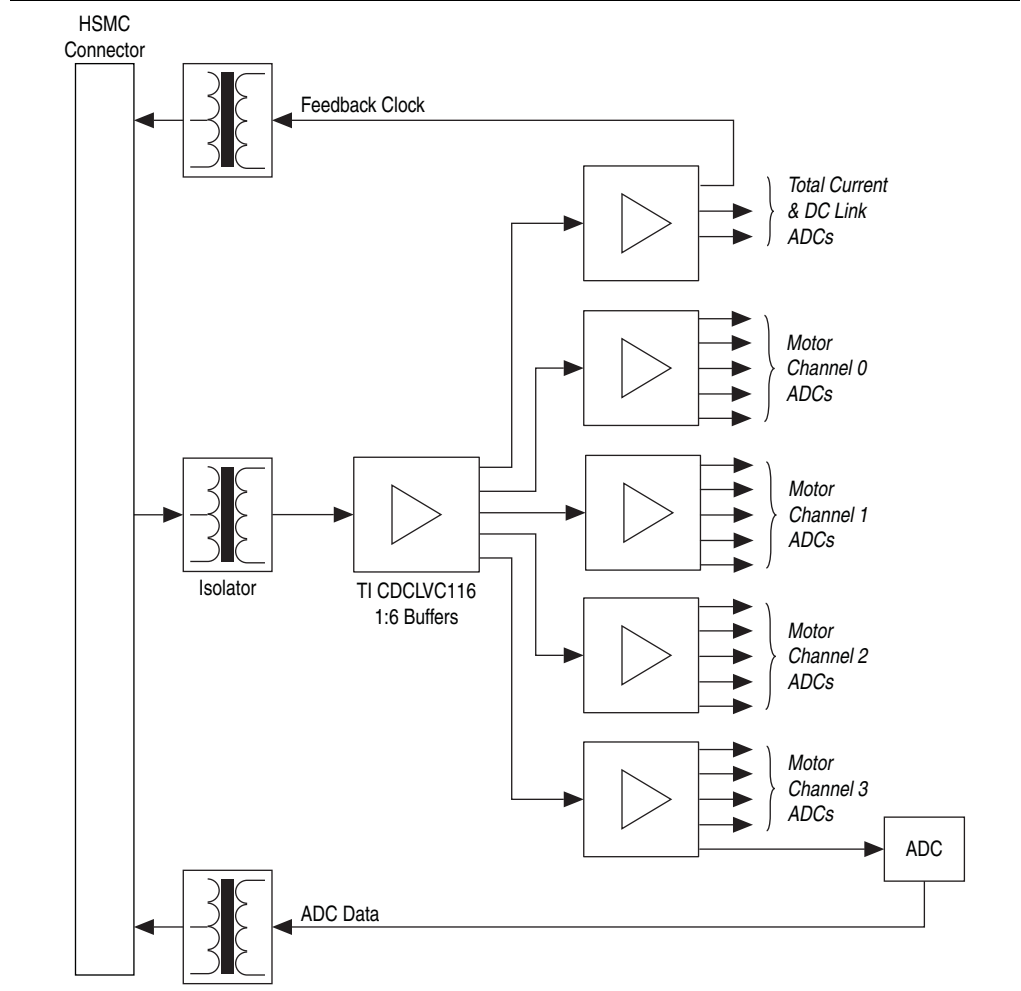 HSMC
Connector
Feedback Clock
Total Current
& DC Link
ADCs
Motor
Channel 0
ADCs
Motor
Channel 1
ADCs
Isolator
TI CDCLVC116
1:6 Buffers
Motor
Channel 2
ADCs
Motor
Channel 3
ADCs
ADC
ADC Data